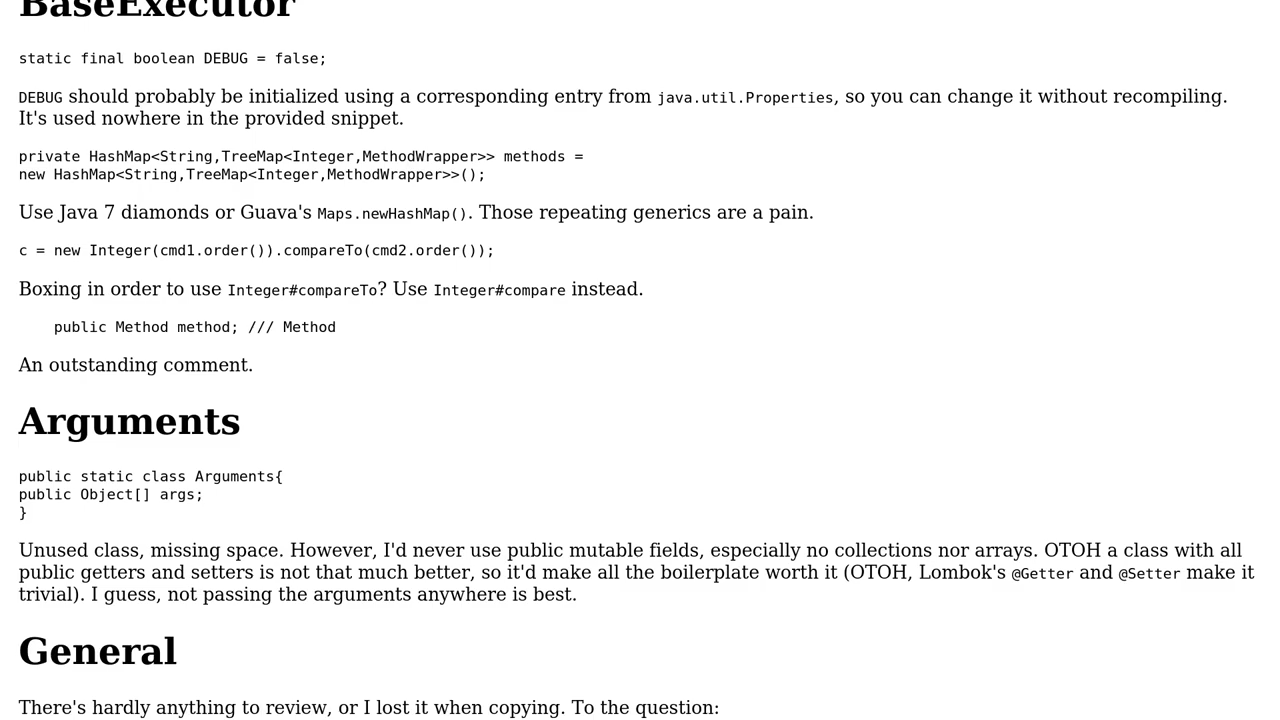 BaseExecutor
static final boolean DEBUG = false;
DEBUG should probably be initialized using a corresponding entry from java.util.Properties, so you can change it without recompiling.
It's used nowhere in the provided snippet.
private HashMap<String,TreeMap<Integer,MethodWrapper>> methods =
new HashMap<String,TreeMap<Integer,MethodWrapper>>();
Use Java 7 diamonds or Guava's Maps.newHashMap(). Those repeating generics are a pain.
c = new Integer(cmd1.order()).compareTo(cmd2.order());
Boxing in order to use Integer#compareTo? Use Integer#compare instead.
public Method method; /// Method
An outstanding comment.
Arguments
public static class Arguments{
public Object[] args;
}
Unused class, missing space. However, I'd never use public mutable fields, especially no collections nor arrays. OTOH a class with all
public getters and setters is not that much better, so it'd make all the boilerplate worth it (OTOH, Lombok's @Getter and @Setter make it
trivial). I guess, not passing the arguments anywhere is best.
General
There's hardly anything to review, or I lost it when copying. To the question: